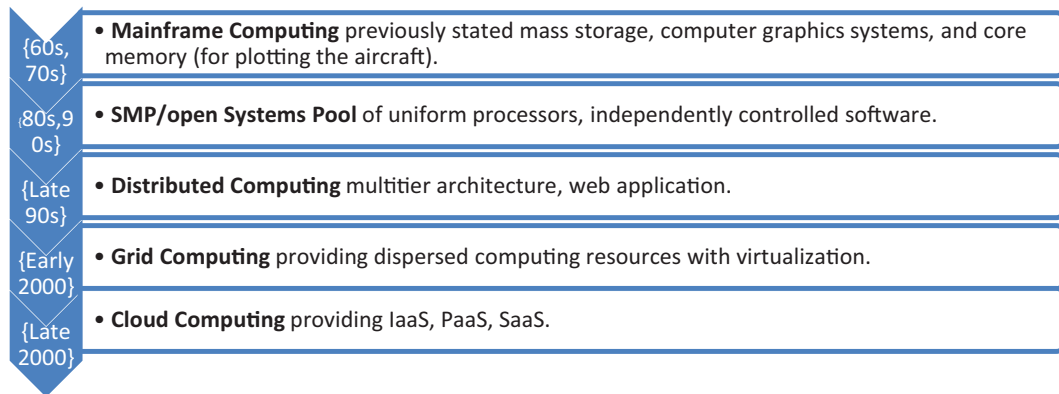 {60s,
70s}
• Mainframe Computing previously stated mass storage, computer graphics systems, and core
memory (for plotting the aircraft).
{80s,9
0s}
• SMP/open Systems Pool of uniform processors, independently controlled software.
{Late
90s}
• Distributed Computing multitier architecture, web application.
{Early
2000}
• Grid Computing providing dispersed computing resources with virtualization.
{Late
2000}
• Cloud Computing providing IaaS, PaaS, SaaS.